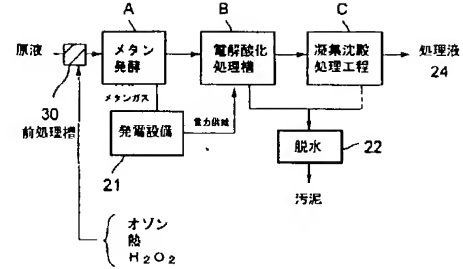 A
B
C
原液
メタン
発酵
電解酸化
処理槽
凝集沈殿
処理工程
処理液
24
30
前処理槽
メタンガス
電力供給
発電設備
21
脱水
22
汚泥
オゾン
熱
H₂O₂